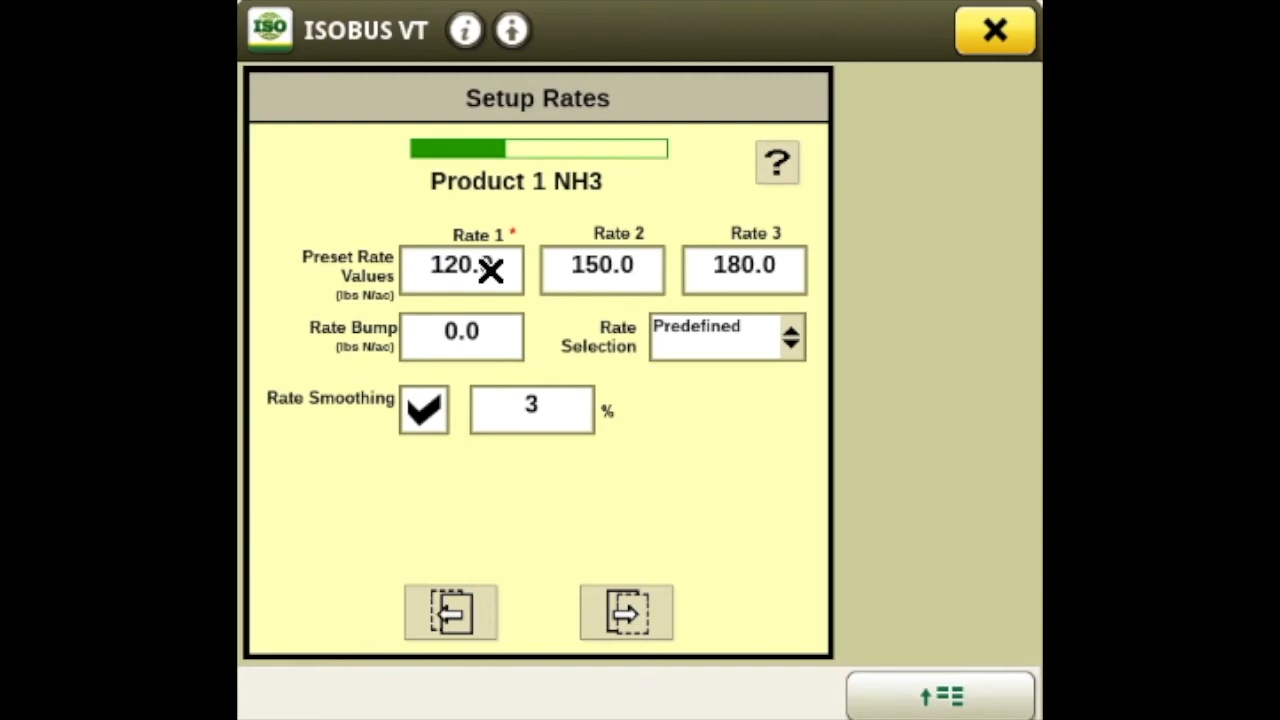 ISO ISOBUS VT i
Setup Rates
?
Product 1 NH3
Rate 1 * Rate 2 Rate 3
Preset Rate
Values
(lbs N/ac)
150.0 180.0
Rate Bump
(lbs N/ac)
0.0
Rate
Selection
Predefined
Rate Smoothing
3 %